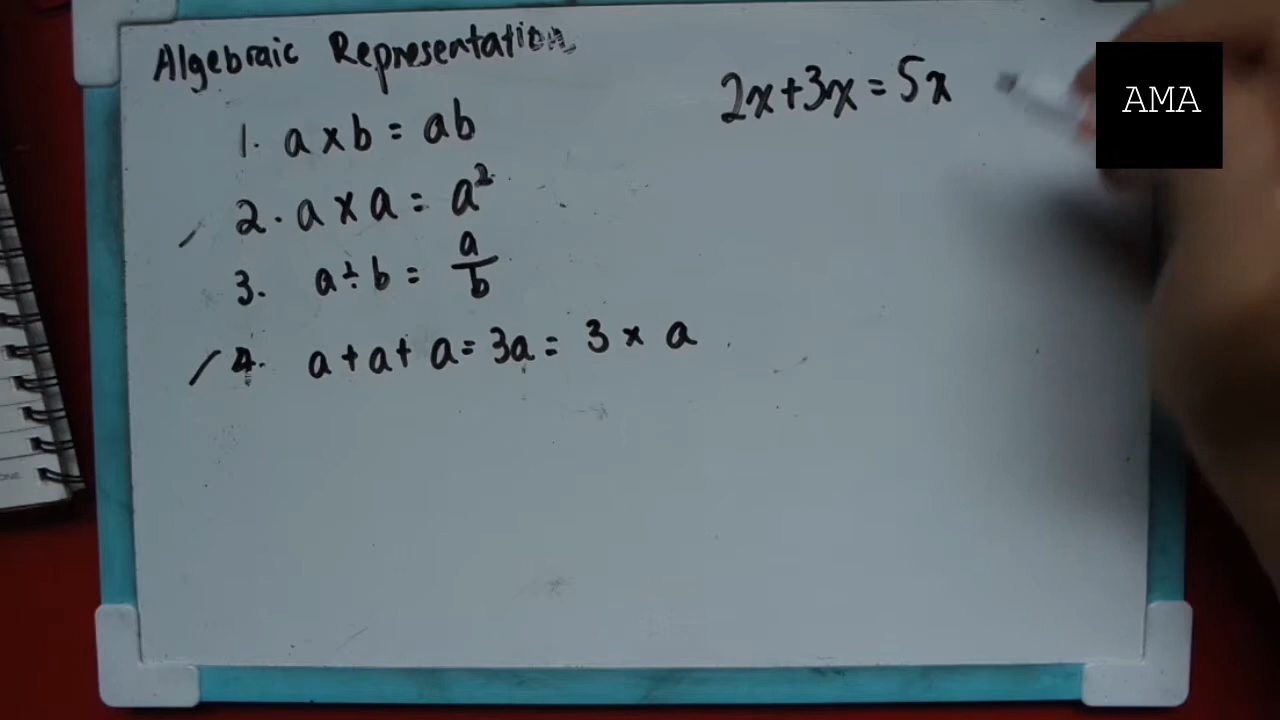 Algebraic Representation
1. a × b = ab
2. a × a = a²
3. a ÷ b = a/b
4. a + a + a = 3a = 3 × a
2x + 3x = 5x
AMA